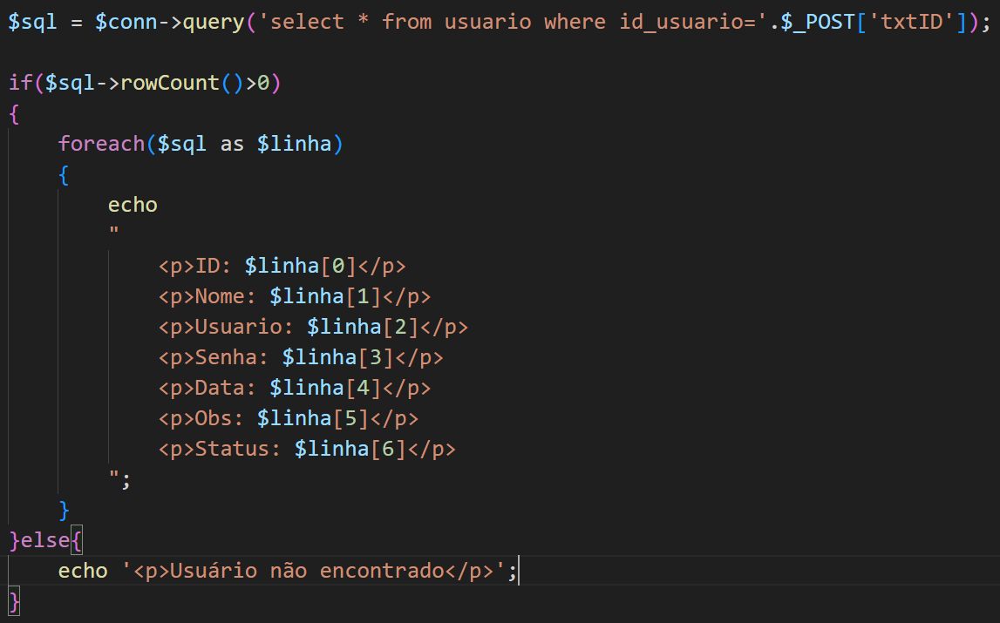 $sql = $conn->query('select * from usuario where id_usuario='.$_POST['txtID']);
if($sql->rowCount()>0)
{
foreach($sql as $linha)
{
echo
"
<p>ID: $linha[0]</p>
<p>Nome: $linha[1]</p>
<p>Usuario: $linha[2]</p>
<p>Senha: $linha[3]</p>
<p>Data: $linha[4]</p>
<p>Obs: $linha[5]</p>
<p>Status: $linha[6]</p>
";
}
}else{
echo '<p>Usuário não encontrado</p>';
}